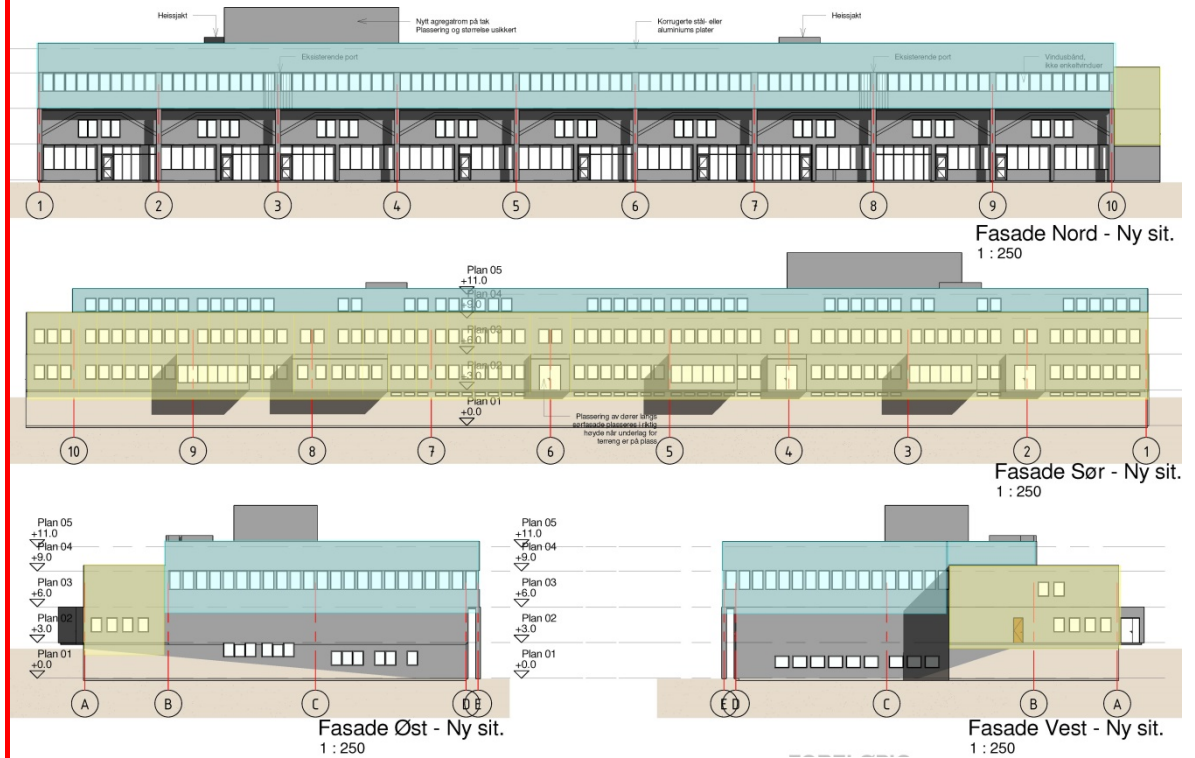 Heissjakt
Nytt agregatrom på tak
Plassering og størrelse usikkert
Korrugerte stål- eller
aluminiums plater
Heissjakt
Eksisterende port
Eksisterende port
Vindusbånd,
ikke enkeltvinduer
1 2 3 4 5 6 7 8 9 10
Fasade Nord - Ny sit.
1 : 250
Plan 05
+11.0
Plan 04
+9.0
Plan 03
+6.0
Plan 02
+3.0
Plan 01
+0.0
Plassering av dører langs
sørfasade plasseres i riktig
høyde når underlag for
terreng er på plass
10 9 8 7 6 5 4 3 2 1
Fasade Sør - Ny sit.
1 : 250
Plan 05
+11.0
Plan 04
+9.0
Plan 03
+6.0
Plan 02
+3.0
Plan 01
+0.0
A B C D E
Fasade Øst - Ny sit.
1 : 250
Plan 05
+11.0
Plan 04
+9.0
Plan 03
+6.0
Plan 02
+3.0
Plan 01
+0.0
E D C B A
Fasade Vest - Ny sit.
1 : 250